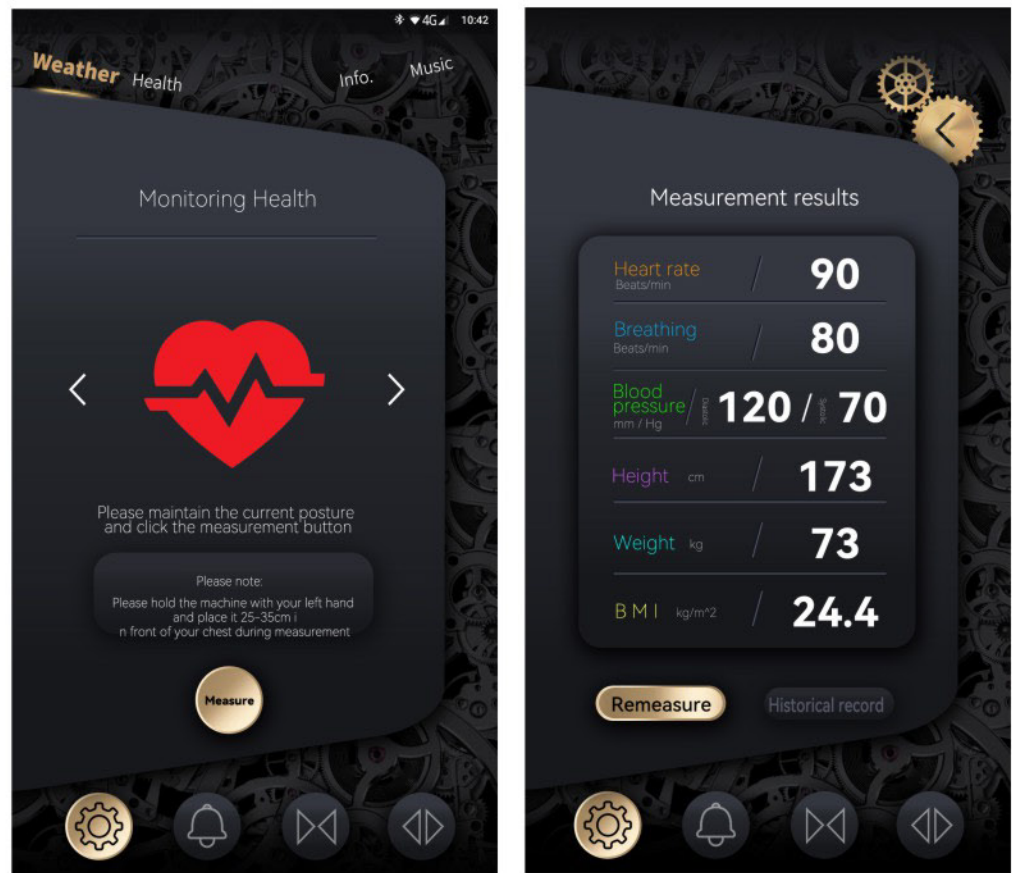 4G 10:42
Weather Health Info. Music
Monitoring Health
Please maintain the current posture
and click the measurement button
Please note:
Please hold the machine with your left hand
and place it 25-35cm i
n front of your chest during measurement
Measure
Measurement results
Heart rate / 90
Beats/min
Breathing / 80
Beats/min
Blood
pressure / Diastolic 120 / Systolic 70
mm / Hg
Height cm / 173
Weight kg / 73
BMI kg/m^2 / 24.4
Remeasure Historical record